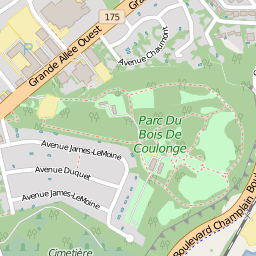 175
Grande Allée Ouest
Grande
Avenue Chaumont
Parc Du
Bois De
Coulonge
Avenue James-LeMoine
Avenue Duquet
Avenue James-LeMoine
Boulevard Champlain
Cimetière